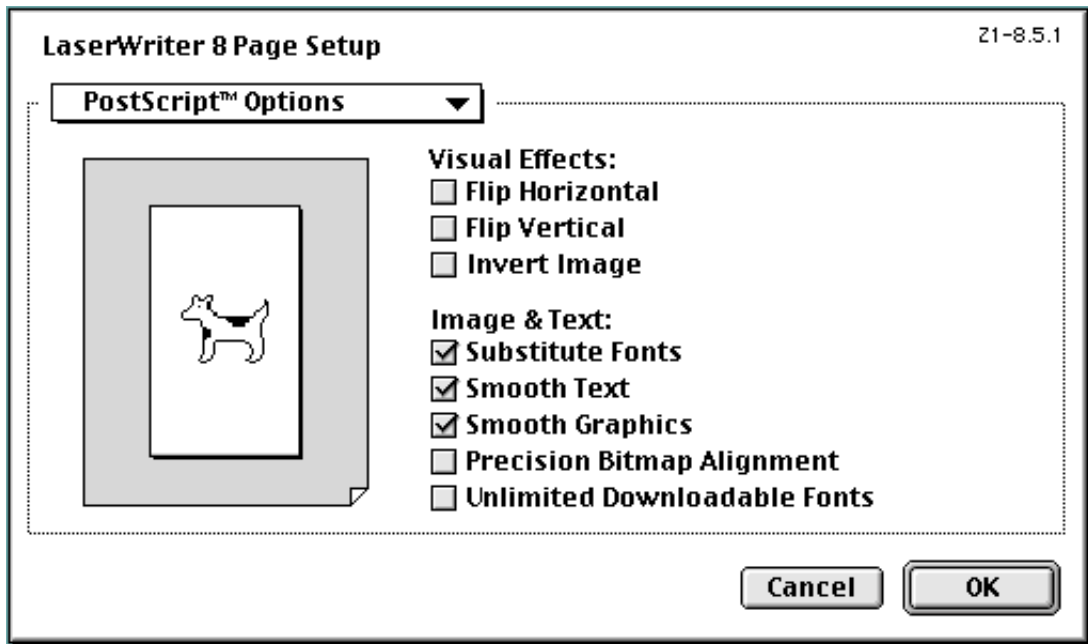 LaserWriter 8 Page Setup
Z1-8.5.1
PostScript™ Options
Visual Effects:
Flip Horizontal
Flip Vertical
Invert Image
Image & Text:
Substitute Fonts
Smooth Text
Smooth Graphics
Precision Bitmap Alignment
Unlimited Downloadable Fonts
Cancel
OK